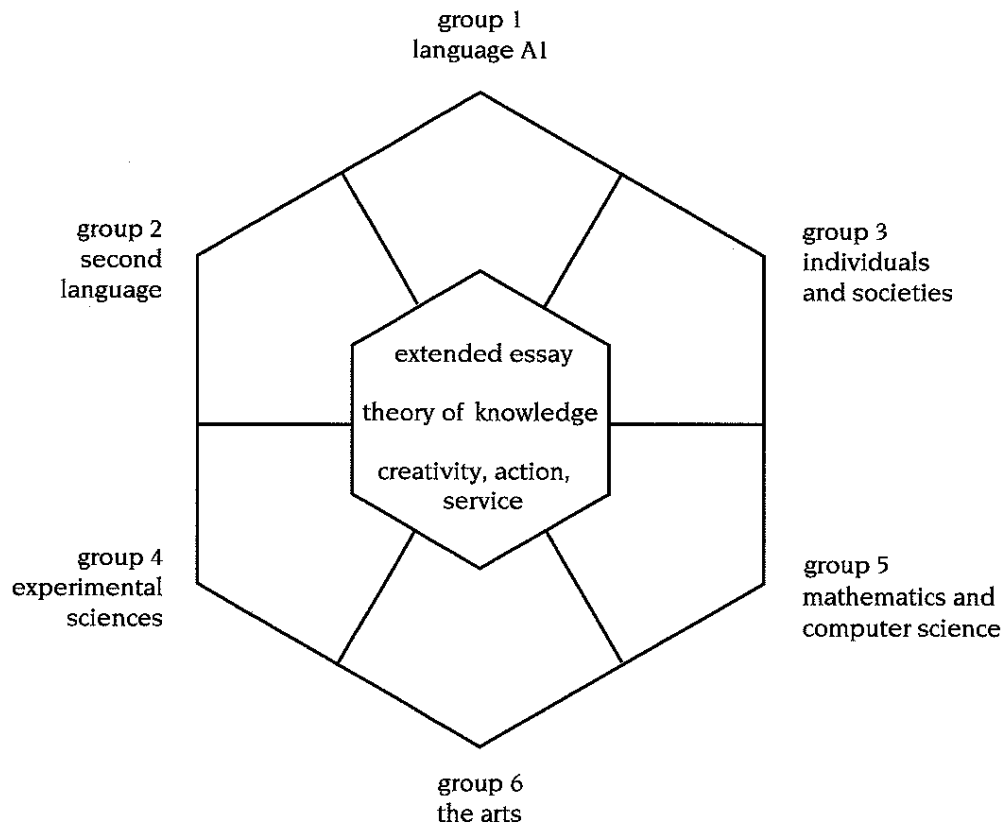 group 1
language A1
group 2
second
language
group 3
individuals
and societies
extended essay
theory of knowledge
creativity, action,
service
group 4
experimental
sciences
group 5
mathematics and
computer science
group 6
the arts